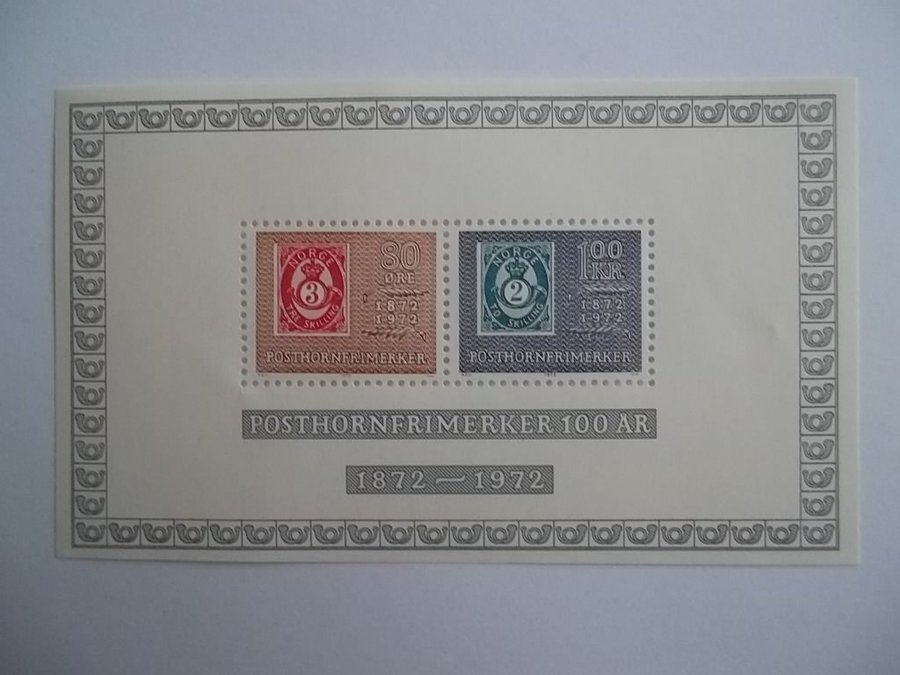 NORGE
3
TRE SKILLING
80
ØRE
1872
1972
POSTHORNFRIMERKER
NORGE
2
TO SKILLING
1.00
KR
1872
1972
POSTHORNFRIMERKER
POSTHORNFRIMERKER 100 ÅR
1872 — 1972